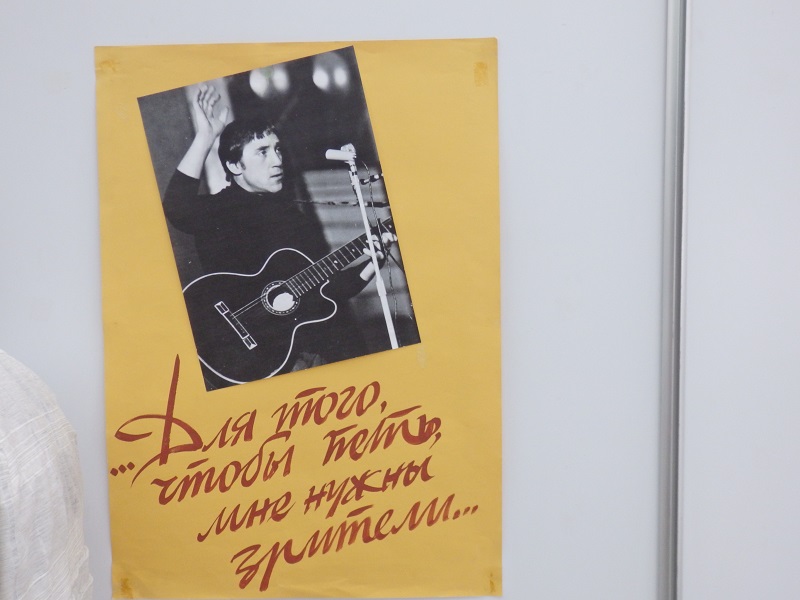 ...Для того,
чтобы петь,
мне нужны
зрители...